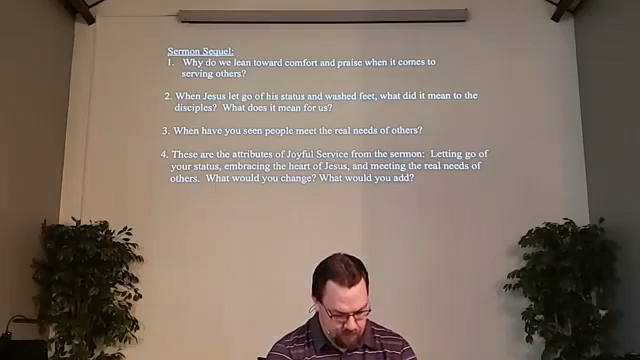 Sermon Sequel:
1. Why do we lean toward comfort and praise when it comes to
serving others?
2. When Jesus let go of his status and washed feet, what did it mean to the
disciples? What does it mean for us?
3. When have you seen people meet the real needs of others?
4. These are the attributes of Joyful Service from the sermon: Letting go of
your status, embracing the heart of Jesus, and meeting the real needs of
others. What would you change? What would you add?